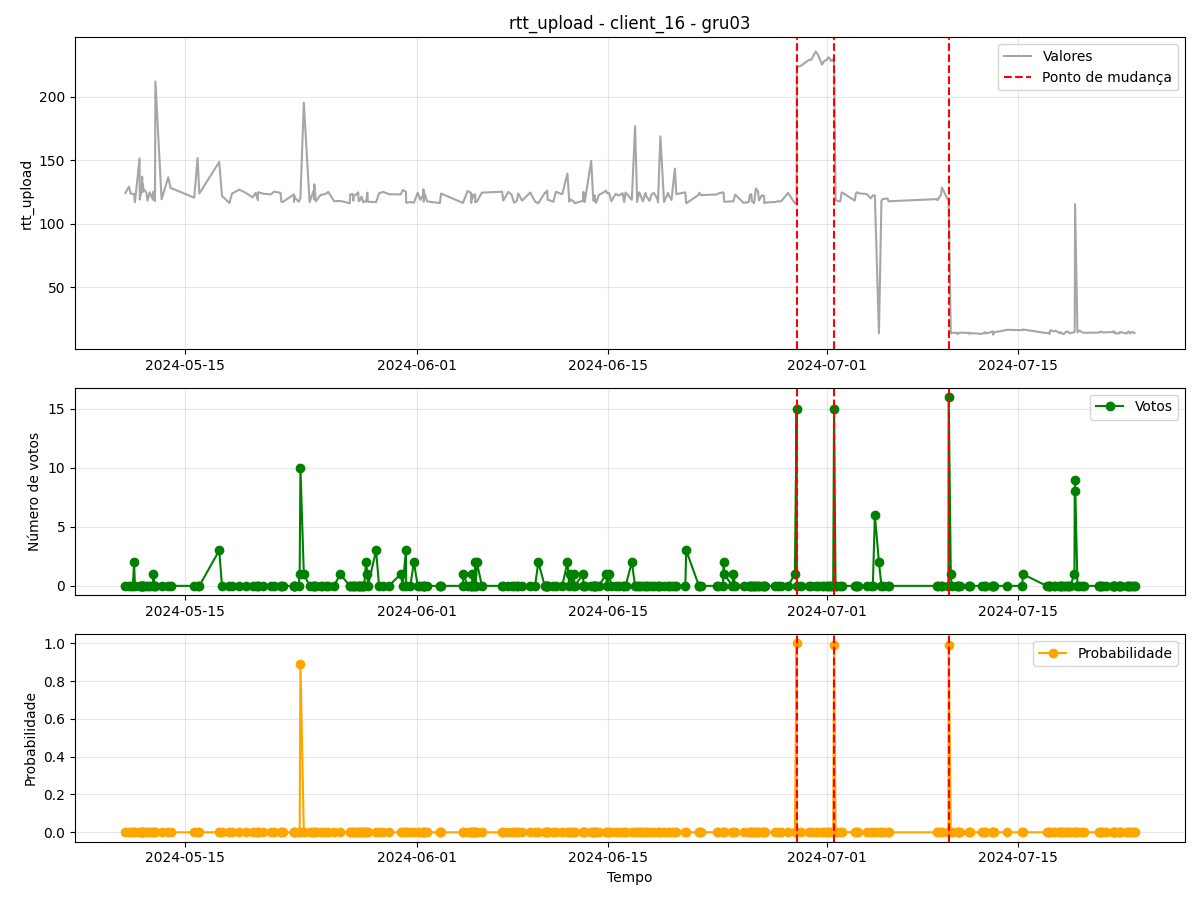 rtt_upload - client_16 - gru03
rtt_upload
200
150
100
50
Valores
Ponto de mudança
2024-05-15 2024-06-01 2024-06-15 2024-07-01 2024-07-15
Número de votos
15
10
5
0
Votos
2024-05-15 2024-06-01 2024-06-15 2024-07-01 2024-07-15
Probabilidade
1.0
0.8
0.6
0.4
0.2
0.0
Probabilidade
2024-05-15 2024-06-01 2024-06-15 2024-07-01 2024-07-15
Tempo